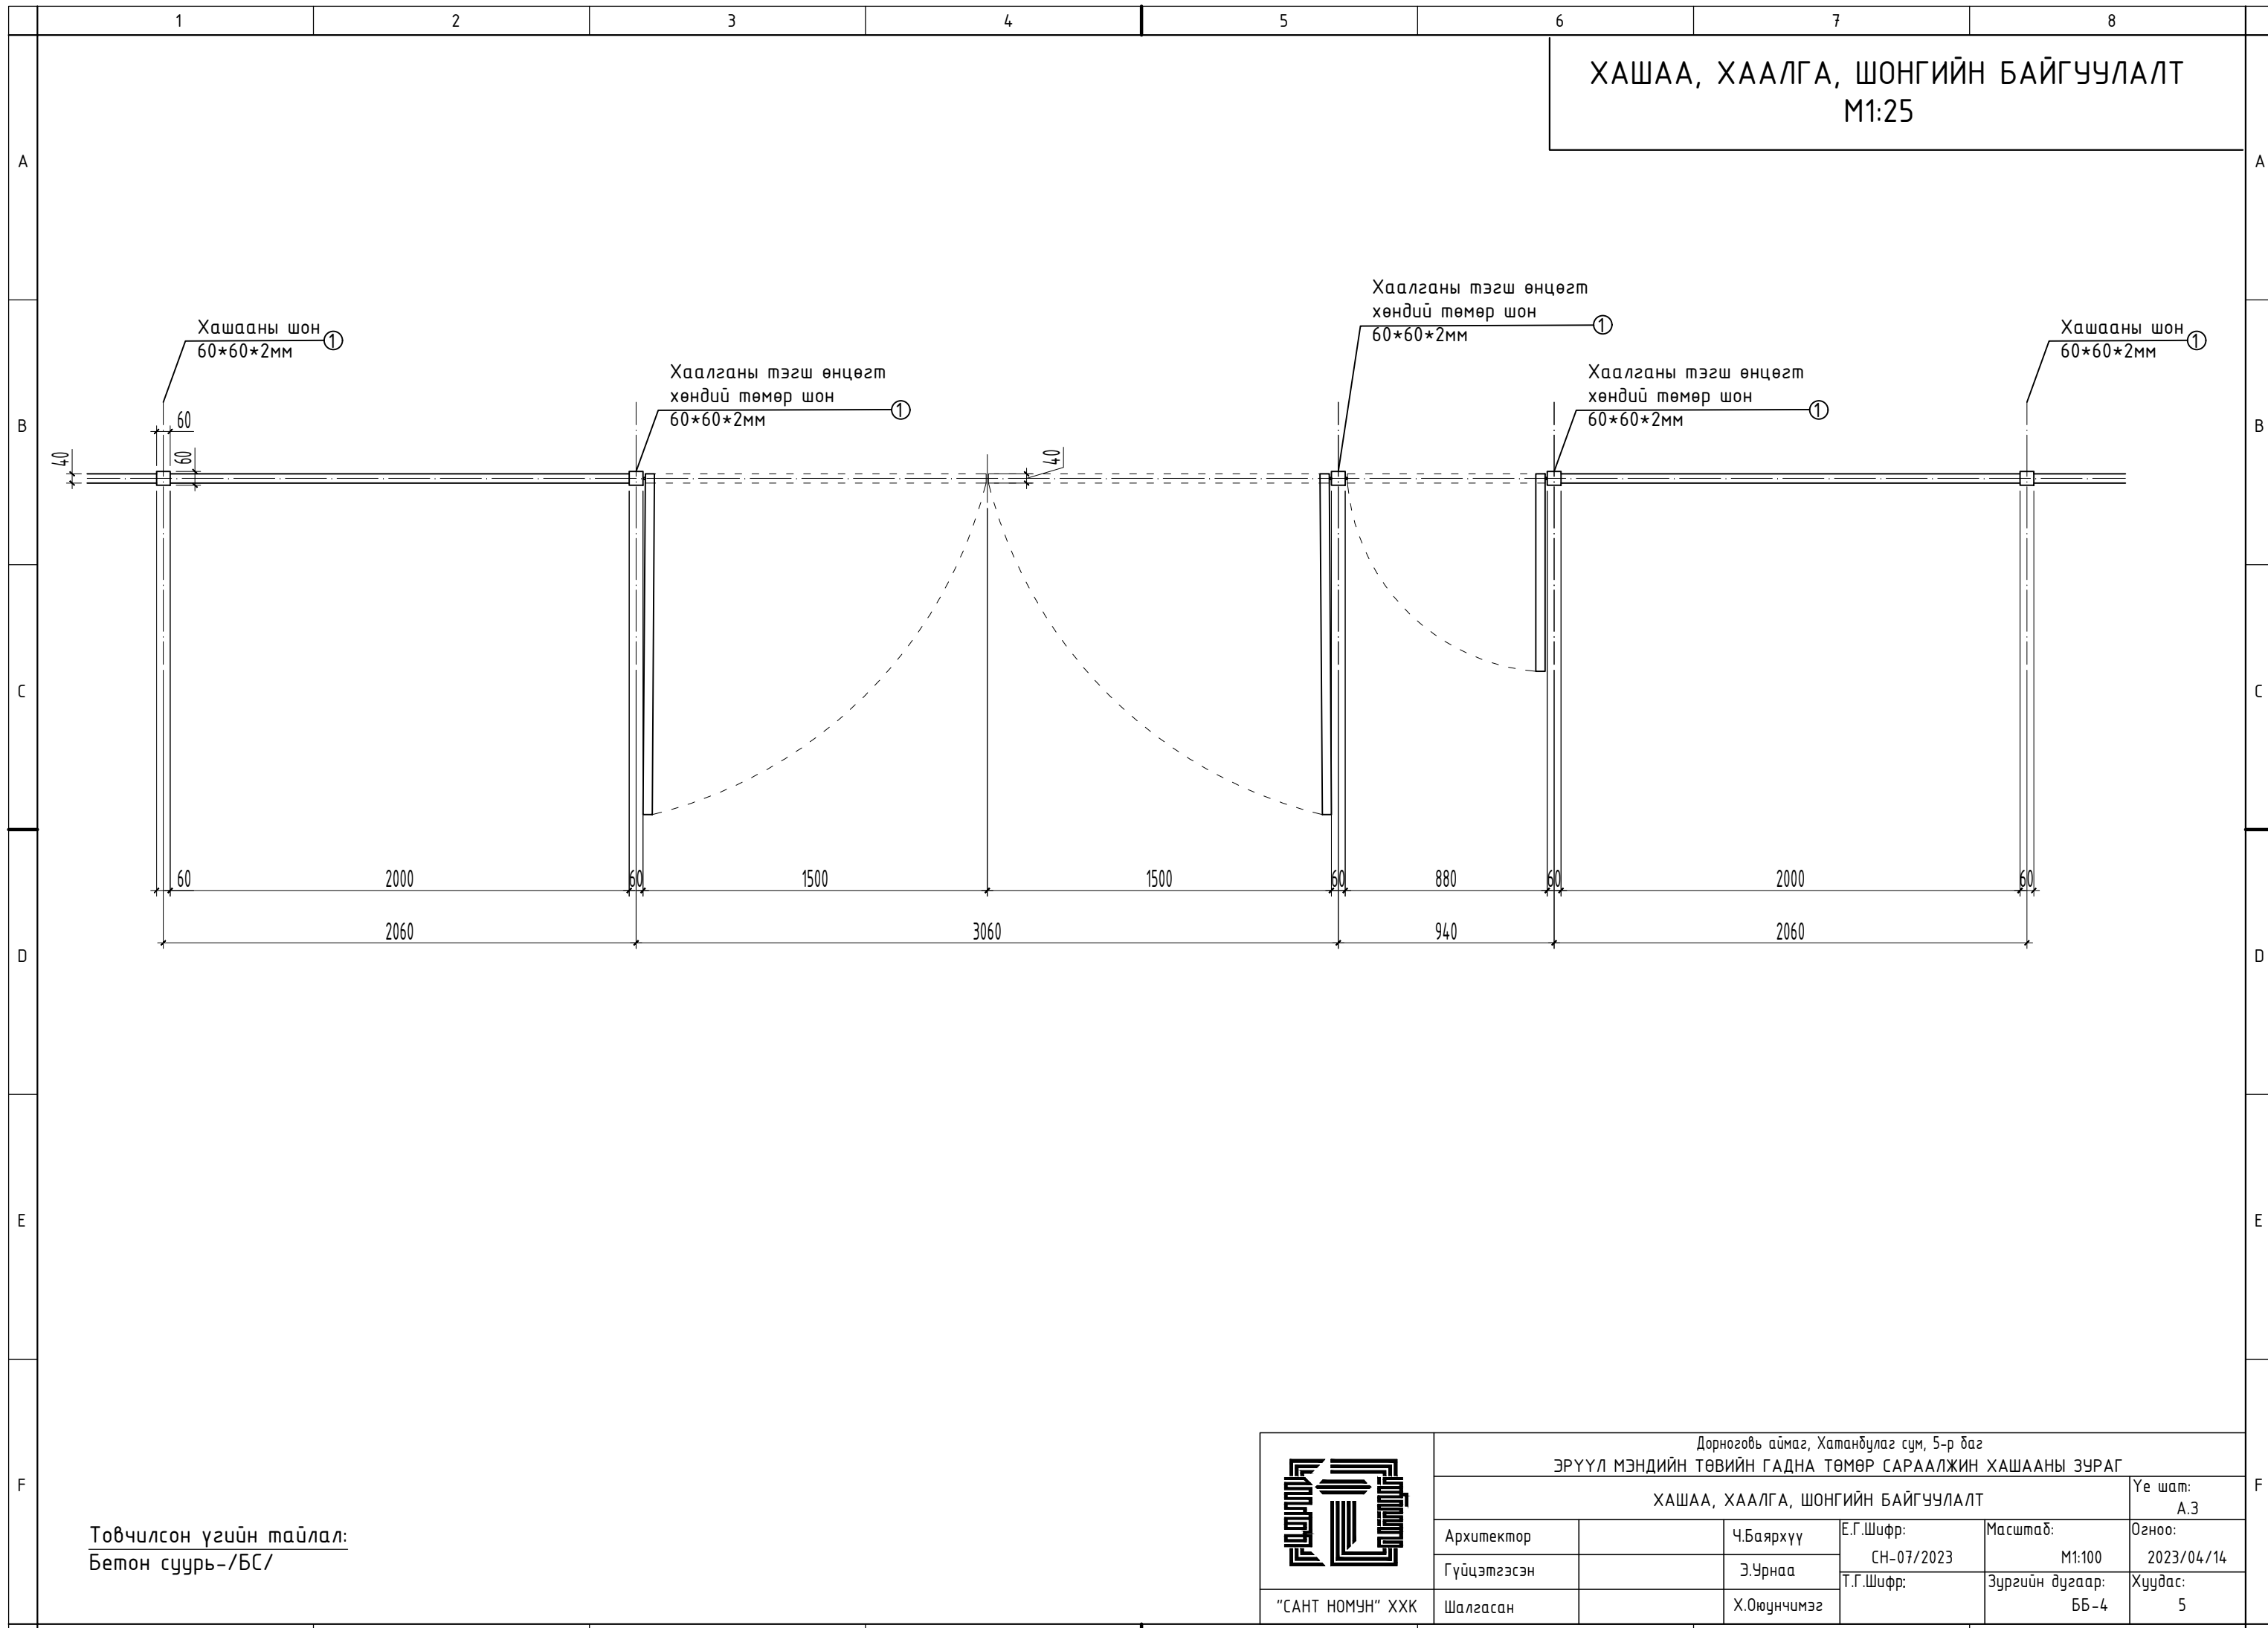 1 2 3 4 5 6 7 8
ХАШАА, ХААЛГА, ШОНГИЙН БАЙГУУЛАЛТ
М1:25
A A
Хаалганы тэгш өнцөгт
хөндий төмөр шон
60*60*2мм
1
Хашааны шон
60*60*2мм
1
Хашааны шон
60*60*2мм
1
Хаалганы тэгш өнцөгт
хөндий төмөр шон
60*60*2мм
1
Хаалганы тэгш өнцөгт
хөндий төмөр шон
60*60*2мм
1
B B
60
40 60 40
C C
60 2000 60 1500 1500 60 880 60 2000 60
2060 3060 940 2060
D D
E E
F F
Товчилсон үгийн тайлал:
Бетон суурь-/БС/
Дорноговь аймаг, Хатанбулаг сум, 5-р баг
ЭРҮҮЛ МЭНДИЙН ТӨВИЙН ГАДНА ТӨМӨР САРААЛЖИН ХАШААНЫ ЗУРАГ
ХАШАА, ХААЛГА, ШОНГИЙН БАЙГУУЛАЛТ
Үе шат:
А.З
Архитектор Ч.Баярхүү
Е.Г.Шифр:
СН-07/2023
Масштаб:
М1:100
Огноо:
2023/04/14
Гүйцэтгэсэн Э.Урнаа
Т.Г.Шифр:
Зургийн дугаар:
ББ-4
Хуудас:
5
"САНТ НОМУН" ХХК
Шалгасан Х.Оюунчимэг